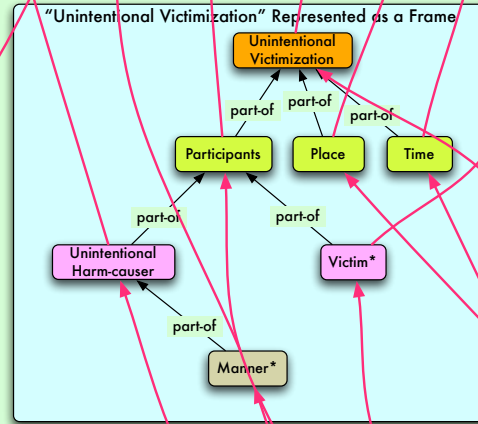 “Unintentional Victimization” Represented as a Frame
Unintentional
Victimization
part-of
part-of
part-of
Participants
Place
Time
part-of
part-of
Unintentional
Harm-causer
Victim*
part-of
Manner*